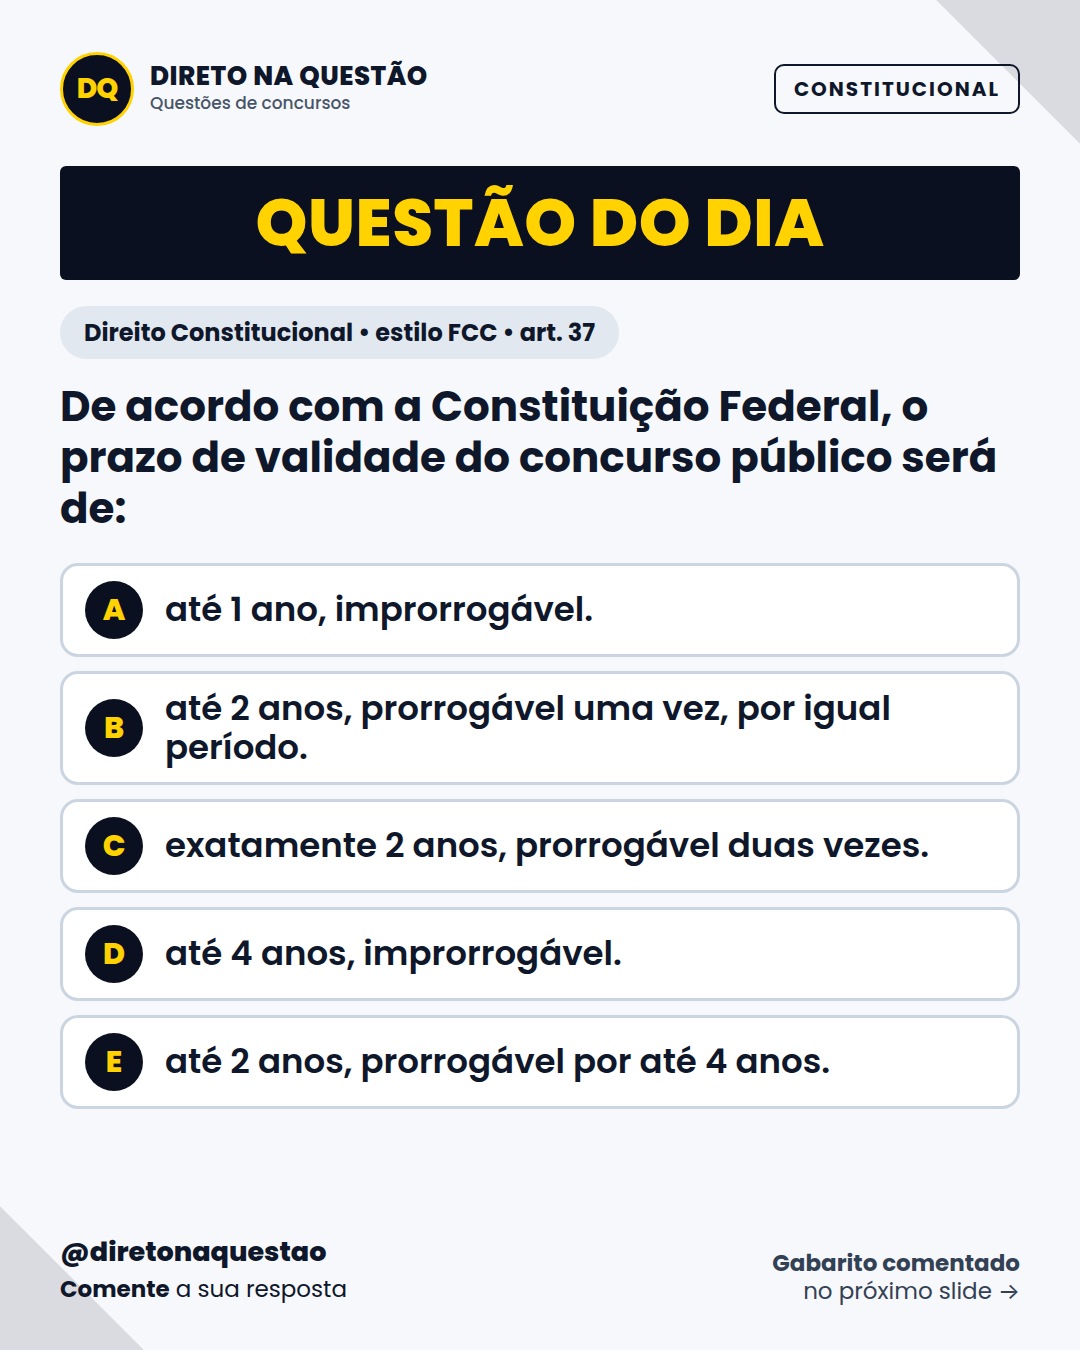 DQ
DIRETO NA QUESTÃO
Questões de concursos
CONSTITUCIONAL
QUESTÃO DO DIA
Direito Constitucional • estilo FCC • art. 37
De acordo com a Constituição Federal, o
prazo de validade do concurso público será
de:
A até 1 ano, improrrogável.
B até 2 anos, prorrogável uma vez, por igual
período.
C exatamente 2 anos, prorrogável duas vezes.
D até 4 anos, improrrogável.
E até 2 anos, prorrogável por até 4 anos.
@diretonaquestao
Comente a sua resposta
Gabarito comentado
no próximo slide →